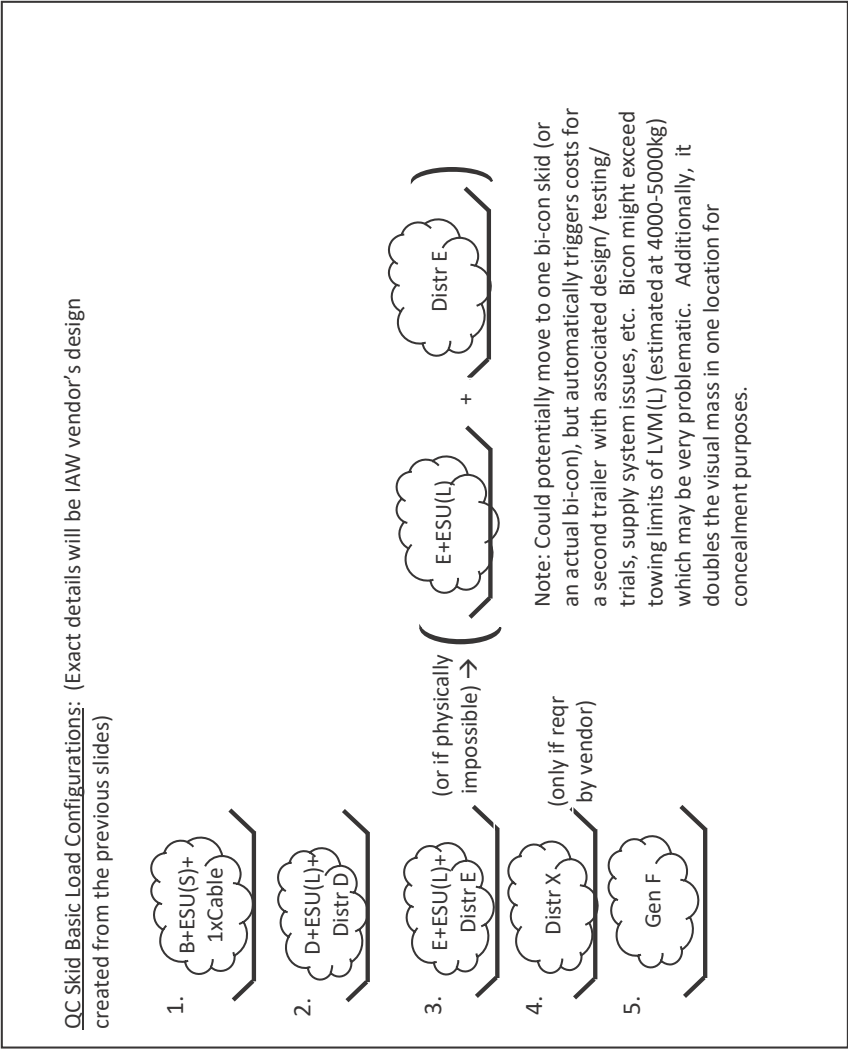 QC Skid Basic Load Configurations:  (Exact details will be IAW vendor’s design
created from the previous slides)
1.
B+ESU(S)+
1xCable
2.
D+ESU(L)+
Distr D
3.
E+ESU(L)+
Distr E
(or if physically
impossible) →
(
E+ESU(L)
+
Distr E
)
4.
Distr X
(only if reqr
by vendor)
5.
Gen F
Note: Could potentially move to one bi-con skid (or
an actual bi-con), but automatically triggers costs for
a second trailer with associated design/ testing/
trials, supply system issues, etc.  Bicon might exceed
towing limits of LVM(L) (estimated at 4000-5000kg)
which may be very problematic.  Additionally, it
doubles the visual mass in one location for
concealment purposes.